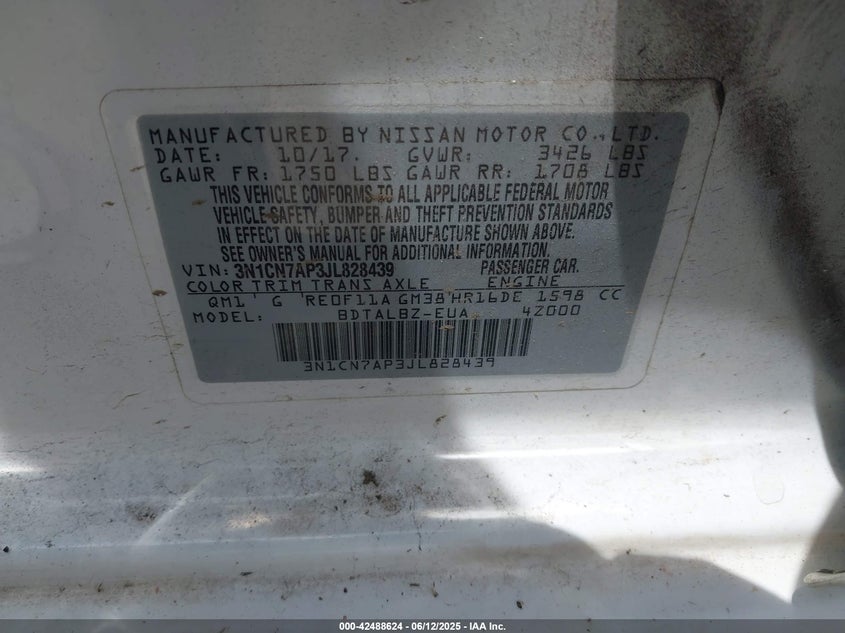 MANUFACTURED BY NISSAN MOTOR CO., LTD.
DATE: 10/17. GVWR: 3426 LBS
GAWR FR: 1750 LBS GAWR RR: 1708 LBS
THIS VEHICLE CONFORMS TO ALL APPLICABLE FEDERAL MOTOR
VEHICLE SAFETY, BUMPER AND THEFT PREVENTION STANDARDS
IN EFFECT ON THE DATE OF MANUFACTURE SHOWN ABOVE.
SEE OWNER'S MANUAL FOR ADDITIONAL INFORMATION.
VIN: 3N1CN7AP3JL828439 PASSENGER CAR.
COLOR TRIM TRANS AXLE ENGINE
QM1 G RE0F11A GM38 HR16DE 1598 CC
MODEL: BDTALBZ-EUA 4Z000
3N1CN7AP3JL828439
000-42488624 | 06/12/2025 | IAA Inc.